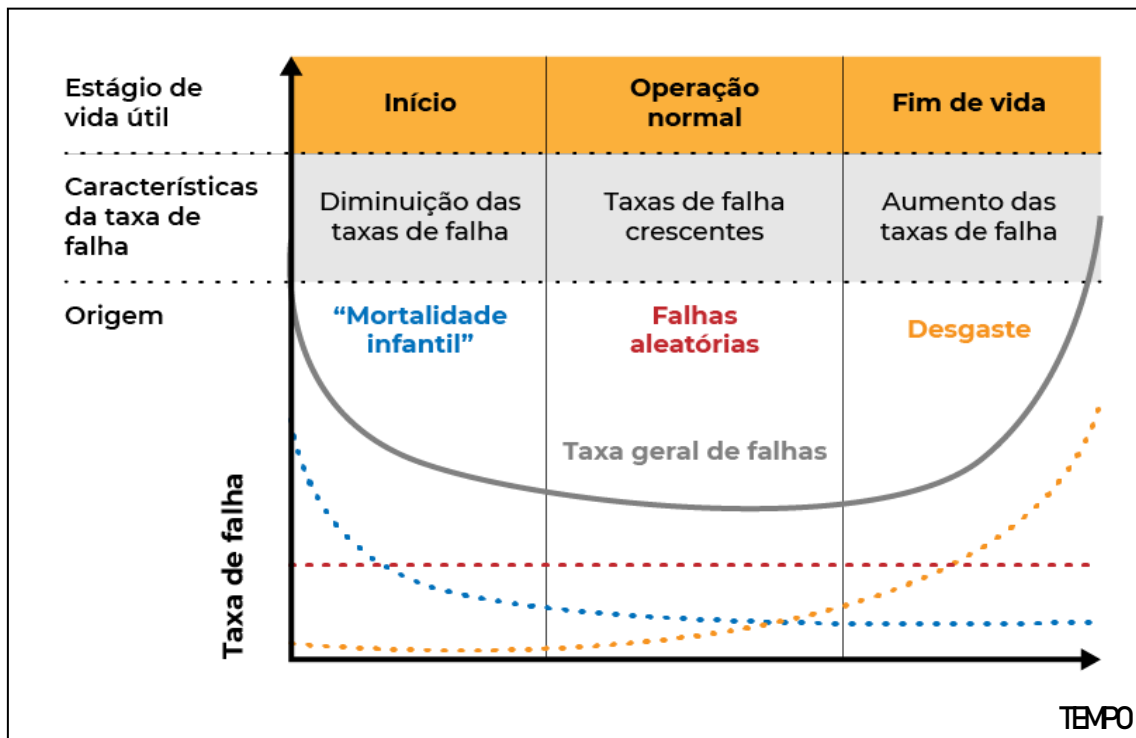 Estágio de
vida útil
Início
Operação
normal
Fim de vida
Características
da taxa de
falha
Diminuição das
taxas de falha
Taxas de falha
crescentes
Aumento das
taxas de falha
Origem
“Mortalidade
infantil”
Falhas
aleatórias
Desgaste
Taxa geral de falhas
Taxa de falha
TEMPO